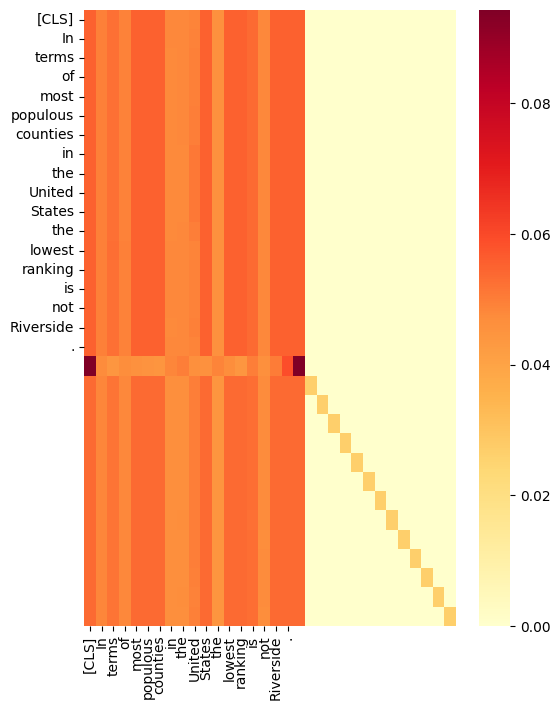 [CLS]
In
terms
of
most
populous
counties
in
the
United
States
the
lowest
ranking
is
not
Riverside
.
0.08
0.06
0.04
0.02
0.00
[CLS]
In
terms
of
most
populous
counties
in
the
United
States
the
lowest
ranking
is
not
Riverside
.